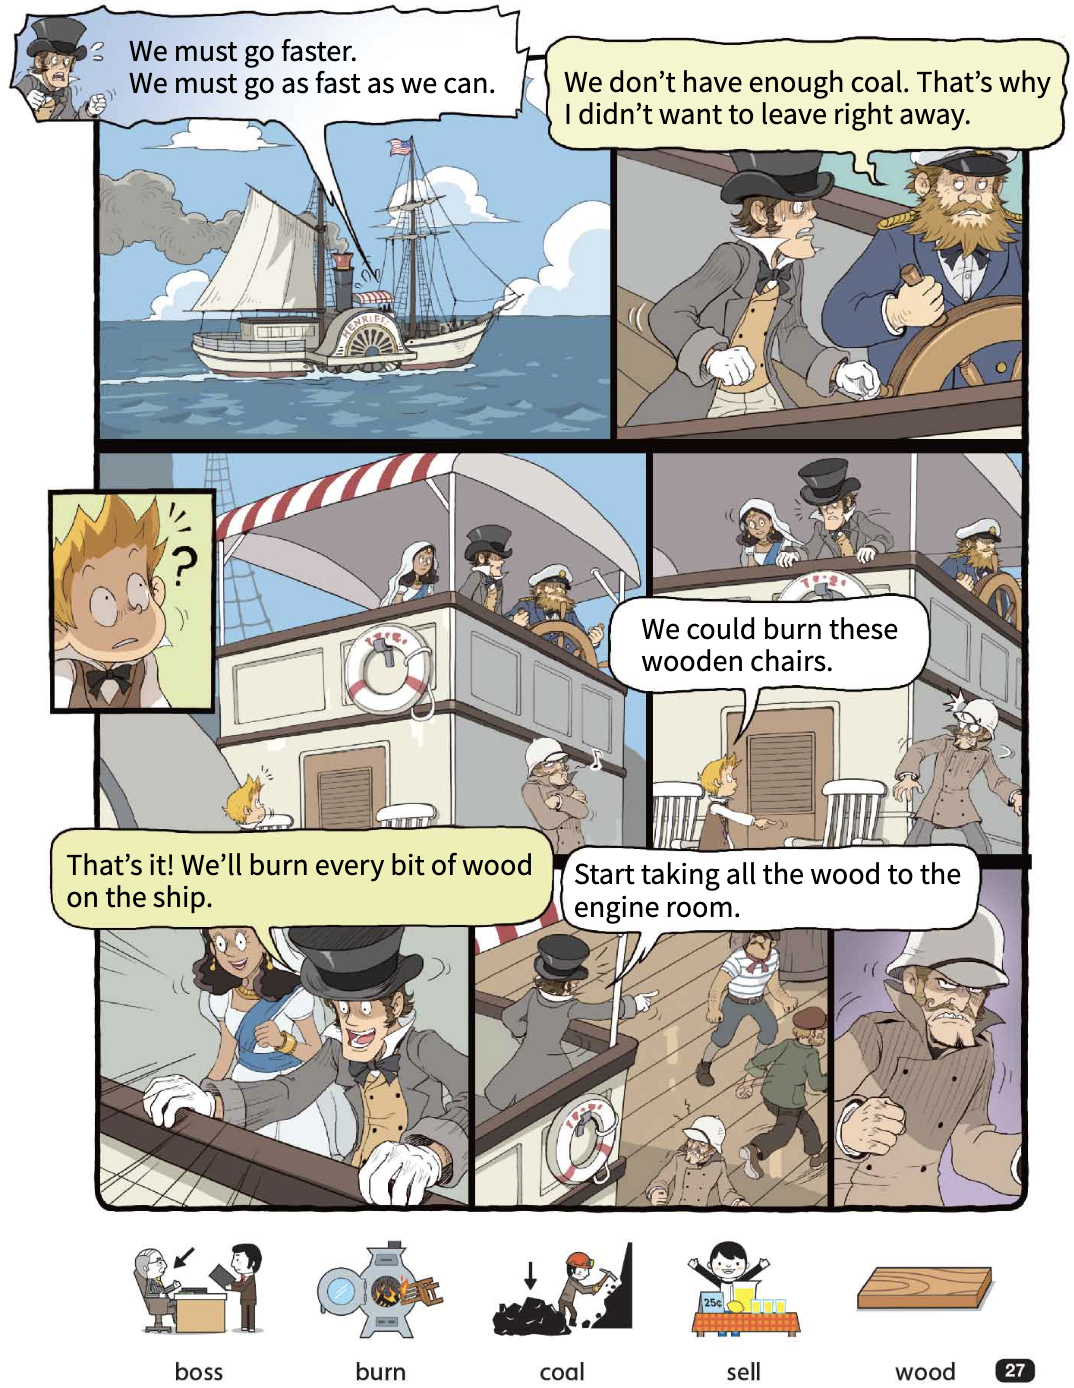 We must go faster.
We must go as fast as we can.
We don't have enough coal. That's why
I didn't want to leave right away.
HENRIET
?
We could burn these
wooden chairs.
That's it! We'll burn every bit of wood
on the ship.
Start taking all the wood to the
engine room.
25¢
boss
burn
coal
sell
wood
27